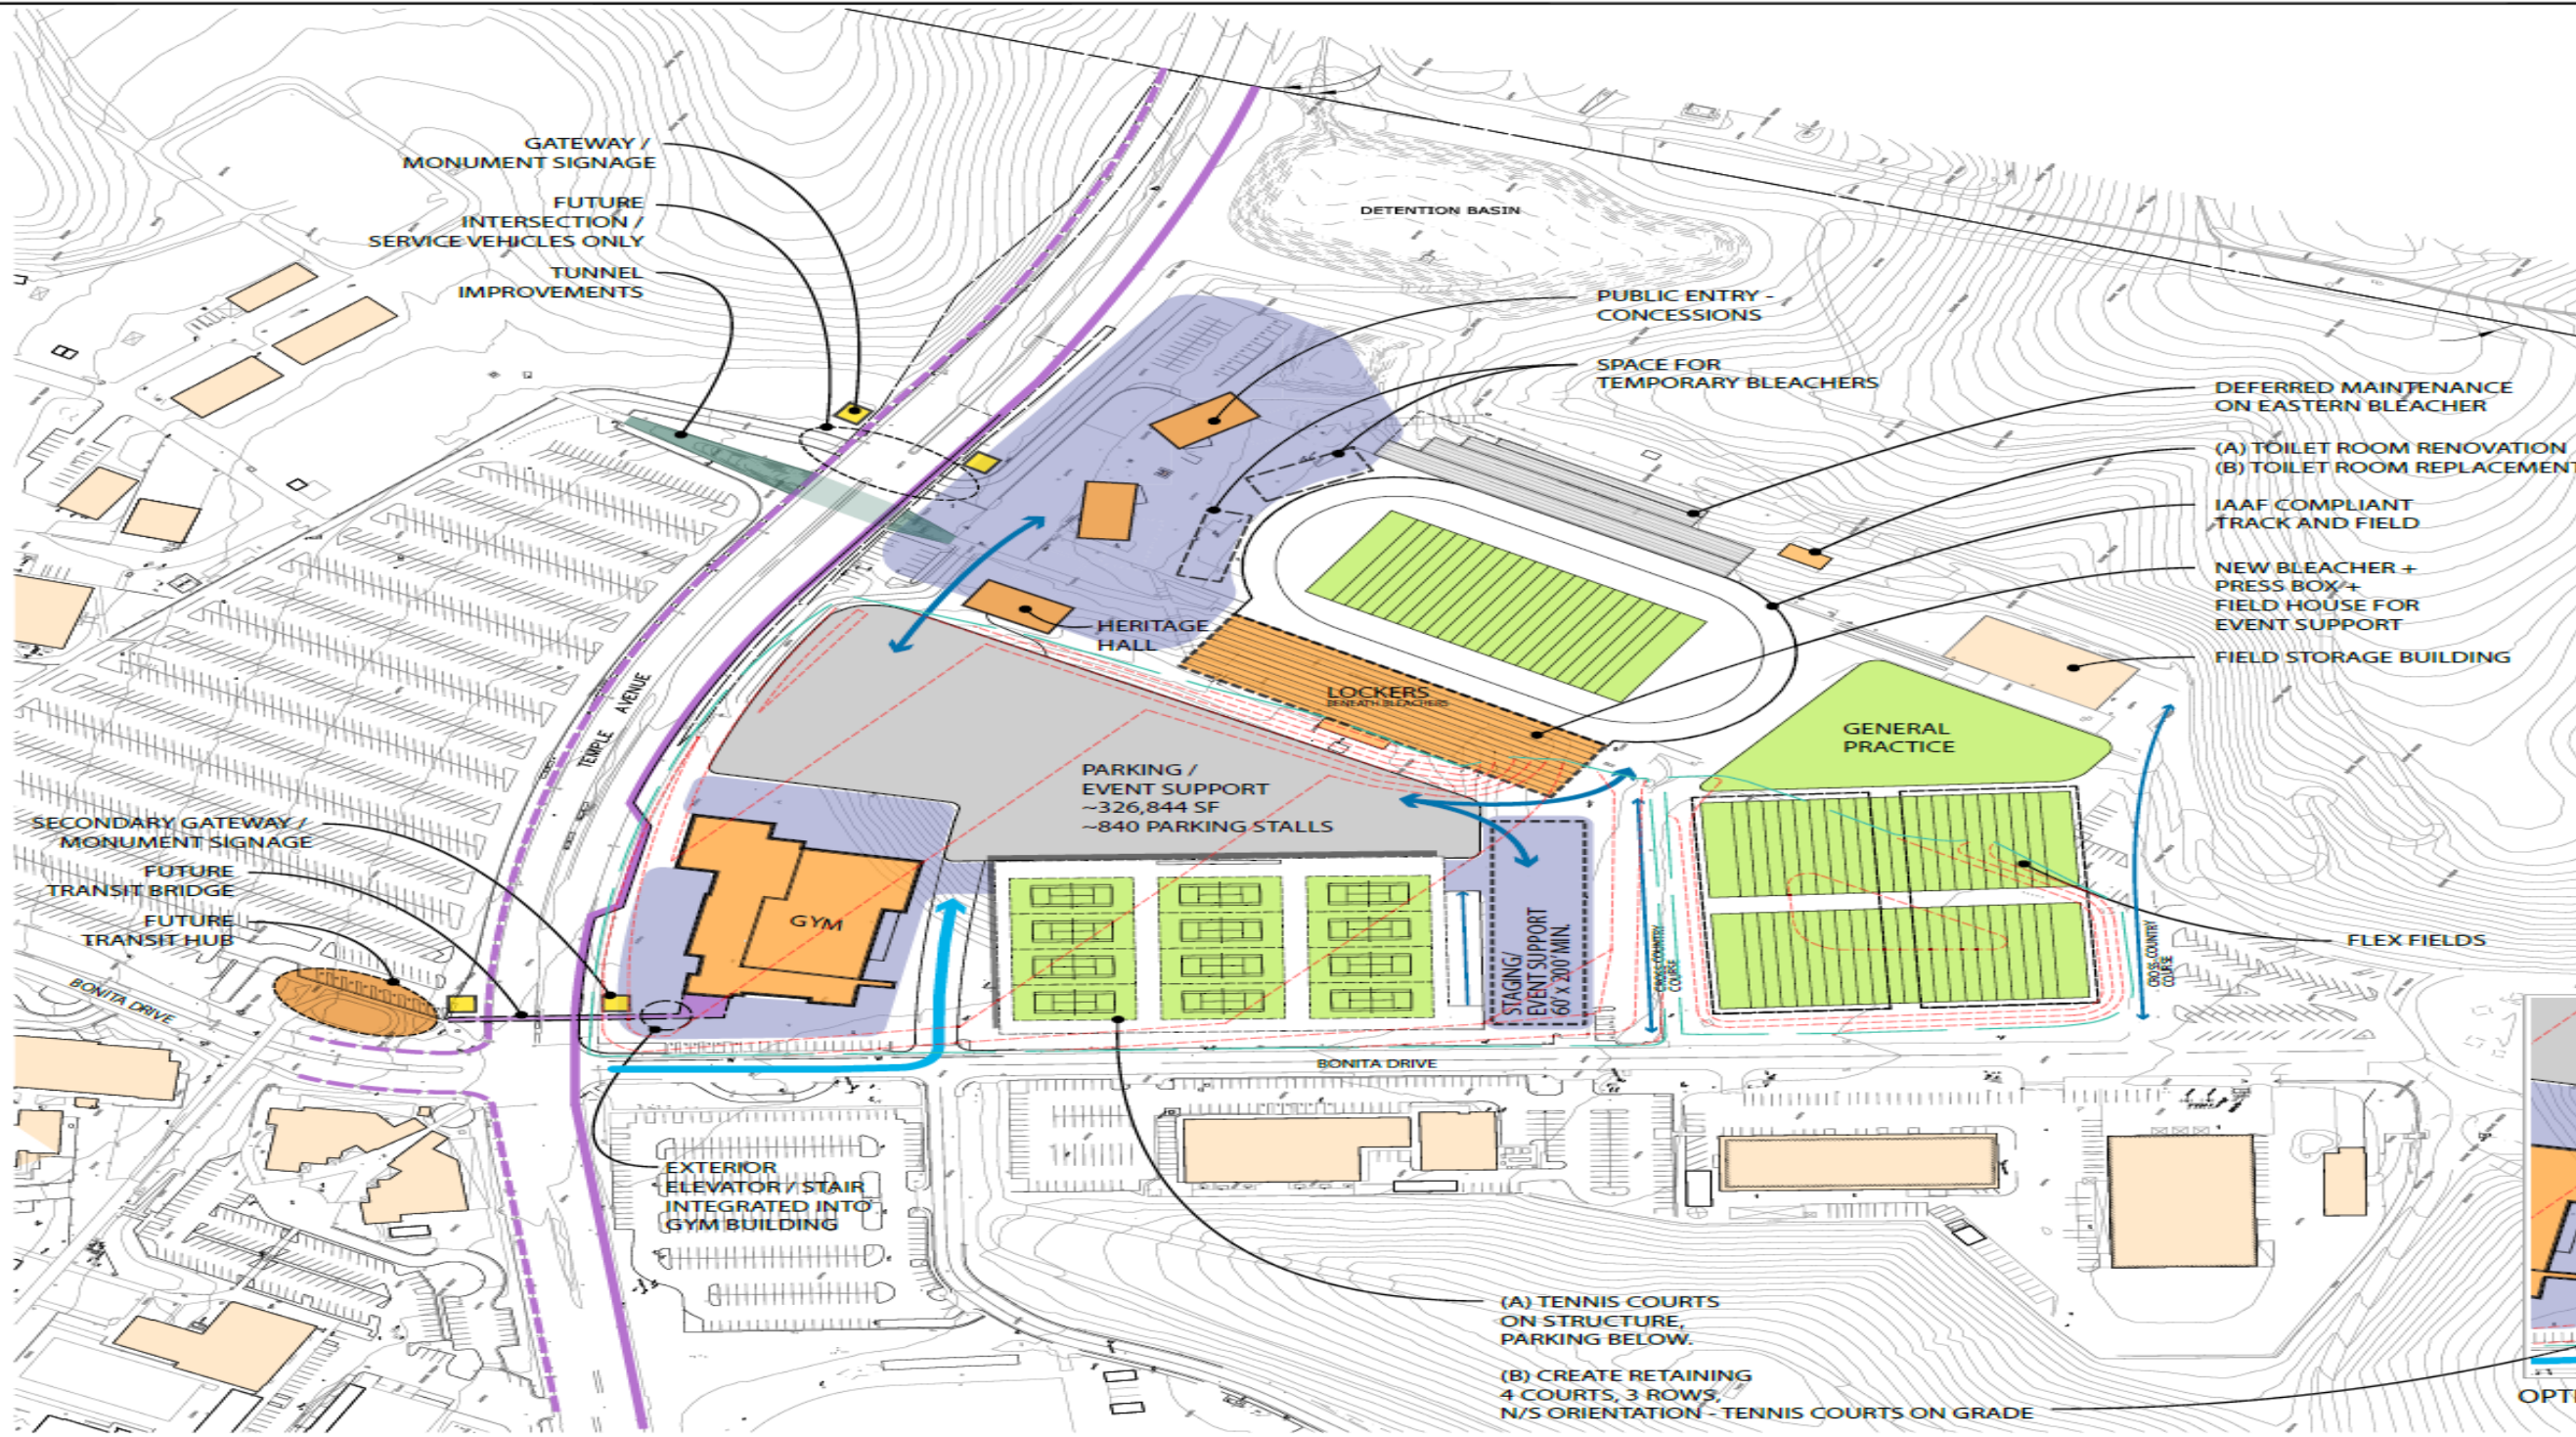 GATEWAY /
MONUMENT SIGNAGE
FUTURE
INTERSECTION /
SERVICE VEHICLES ONLY
TUNNEL
IMPROVEMENTS
DETENTION BASIN
PUBLIC ENTRY -
CONCESSIONS
SPACE FOR
TEMPORARY BLEACHERS
DEFERRED MAINTENANCE
ON EASTERN BLEACHER
(A) TOILET ROOM RENOVATION
(B) TOILET ROOM REPLACEMENT
IAAF COMPLIANT
TRACK AND FIELD
NEW BLEACHER +
PRESS BOX +
FIELD HOUSE FOR
EVENT SUPPORT
FIELD STORAGE BUILDING
HERITAGE
HALL
LOCKERS
BENEATH BLEACHERS
GENERAL
PRACTICE
TEMPLE AVENUE
PARKING /
EVENT SUPPORT
~326,844 SF
~840 PARKING STALLS
SECONDARY GATEWAY /
MONUMENT SIGNAGE
FUTURE
TRANSIT BRIDGE
FUTURE
TRANSIT HUB
BONITA DRIVE
GYM
STAGING/
EVENT SUPPORT
60' X 200' MIN.
CROSS-COUNTRY
COURSE
CROSS-COUNTRY
COURSE
FLEX FIELDS
BONITA DRIVE
EXTERIOR
ELEVATOR / STAIR
INTEGRATED INTO
GYM BUILDING
(A) TENNIS COURTS
ON STRUCTURE,
PARKING BELOW.
(B) CREATE RETAINING
4 COURTS, 3 ROWS,
N/S ORIENTATION - TENNIS COURTS ON GRADE